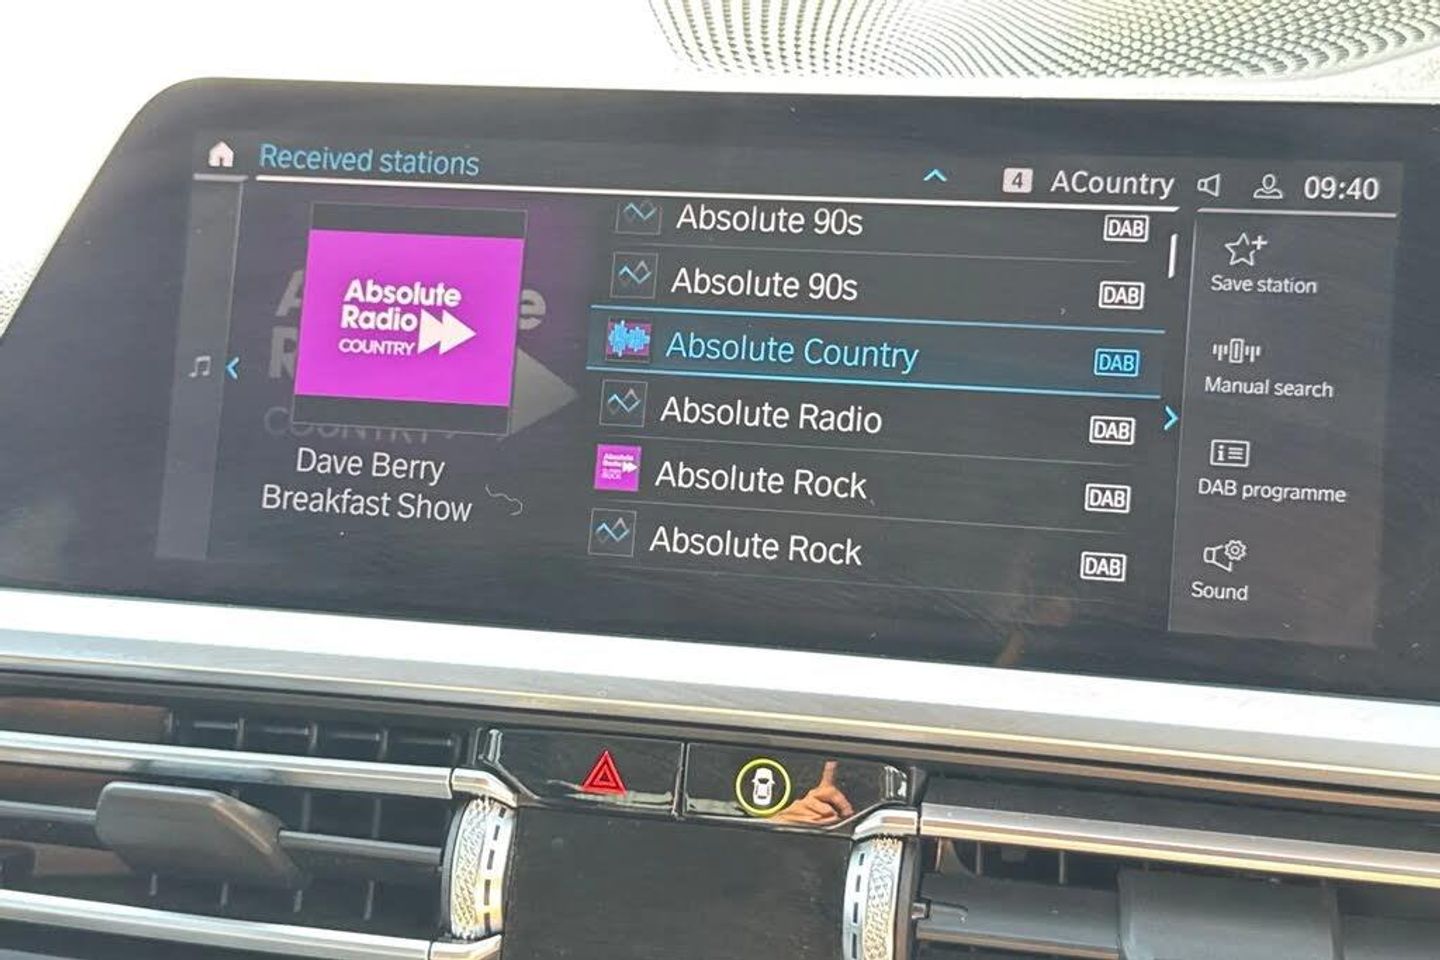 Received stations
4 ACountry 09:40
Absolute Radio COUNTRY
Dave Berry
Breakfast Show
Absolute 90s DAB
Absolute 90s DAB
Absolute Country DAB
Absolute Radio DAB
Absolute Rock DAB
Absolute Rock DAB
Save station
Manual search
DAB programme
Sound